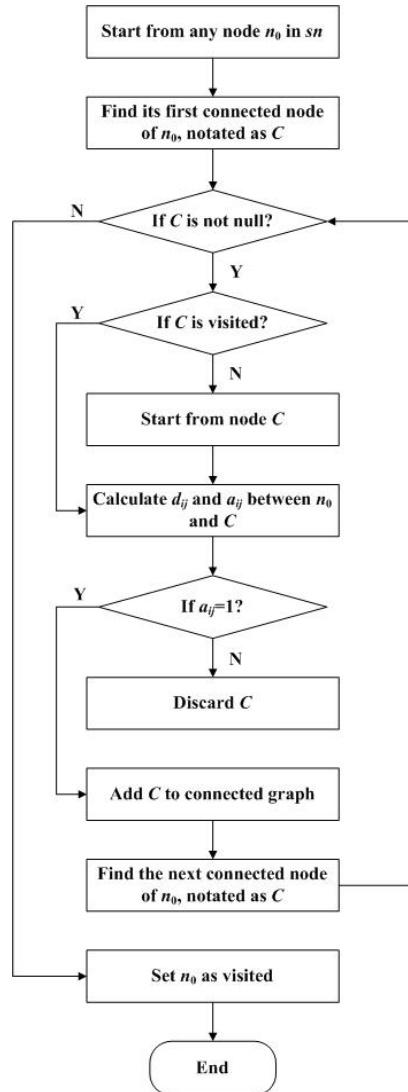 Start from any node n0 in sn
Find its first connected node
of n0, notated as C
N
If C is not null?
Y
Y
If C is visited?
N
Start from node C
Calculate dij and aij between n0
and C
Y
If aij=1?
N
Discard C
Add C to connected graph
Find the next connected node
of n0, notated as C
Set n0 as visited
End